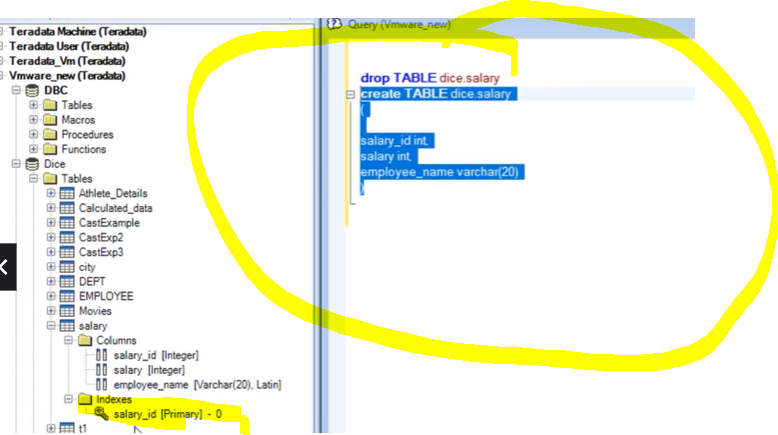 Teradata Machine (Teradata)
Teradata User (Teradata)
Teradata_Vm (Teradata)
Vmware_new (Teradata)
DBC
Tables
Macros
Procedures
Functions
Dice
Tables
Athlete_Details
Calculated_data
CastExample
CastExp2
CastExp3
city
DEPT
EMPLOYEE
Movies
salary
Columns
salary_id [Integer]
salary [Integer]
employee_name [Varchar(20), Latin]
Indexes
salary_id [Primary] - 0
t1
Query (Vmware_new)
drop TABLE dice.salary
create TABLE dice.salary
(
salary_id int,
salary int,
employee_name varchar(20)
)